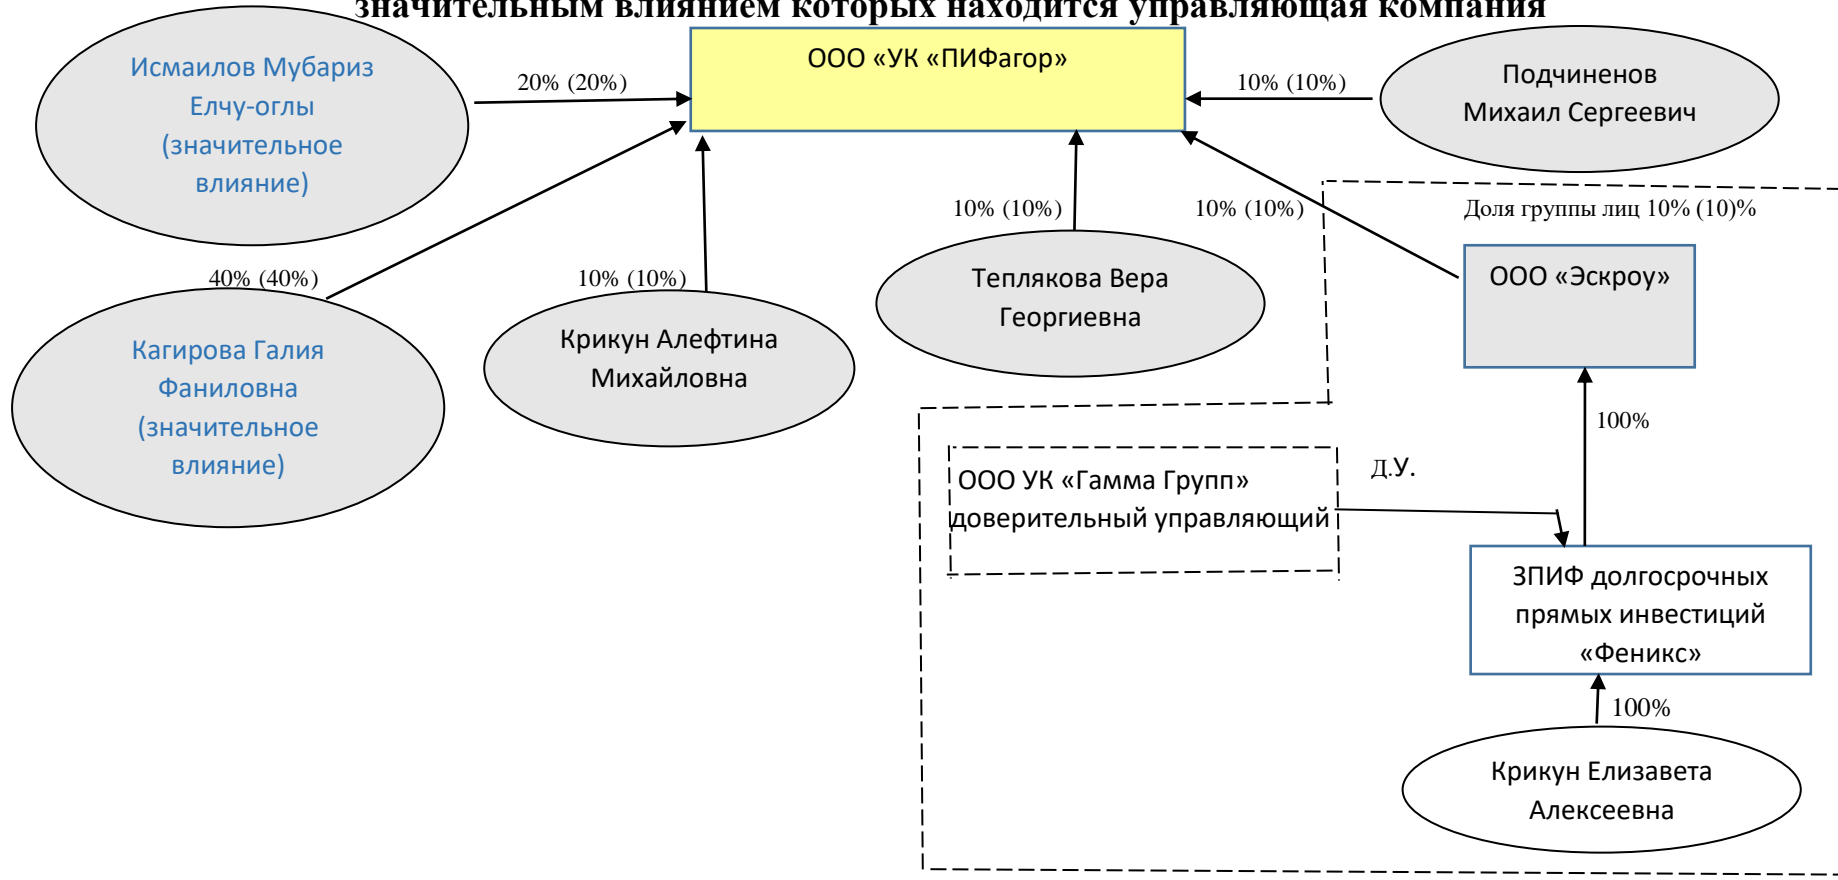 значительным влиянием которых находится управляющая компания
ООО «УК «ПИФагор»
Исмаилов Мубариз
Елчу-оглы
(значительное
влияние)
20% (20%)
10% (10%)
Подчиненов
Михаил Сергеевич
10% (10%)
10% (10%)
Доля группы лиц 10% (10)%
40% (40%)
10% (10%)
Теплякова Вера
Георгиевна
ООО «Эскроу»
Кагирова Галия
Фаниловна
(значительное
влияние)
Крикун Алефтина
Михайловна
100%
ООО УК «Гамма Групп»
доверительный управляющий
Д.У.
ЗПИФ долгосрочных
прямых инвестиций
«Феникс»
100%
Крикун Елизавета
Алексеевна